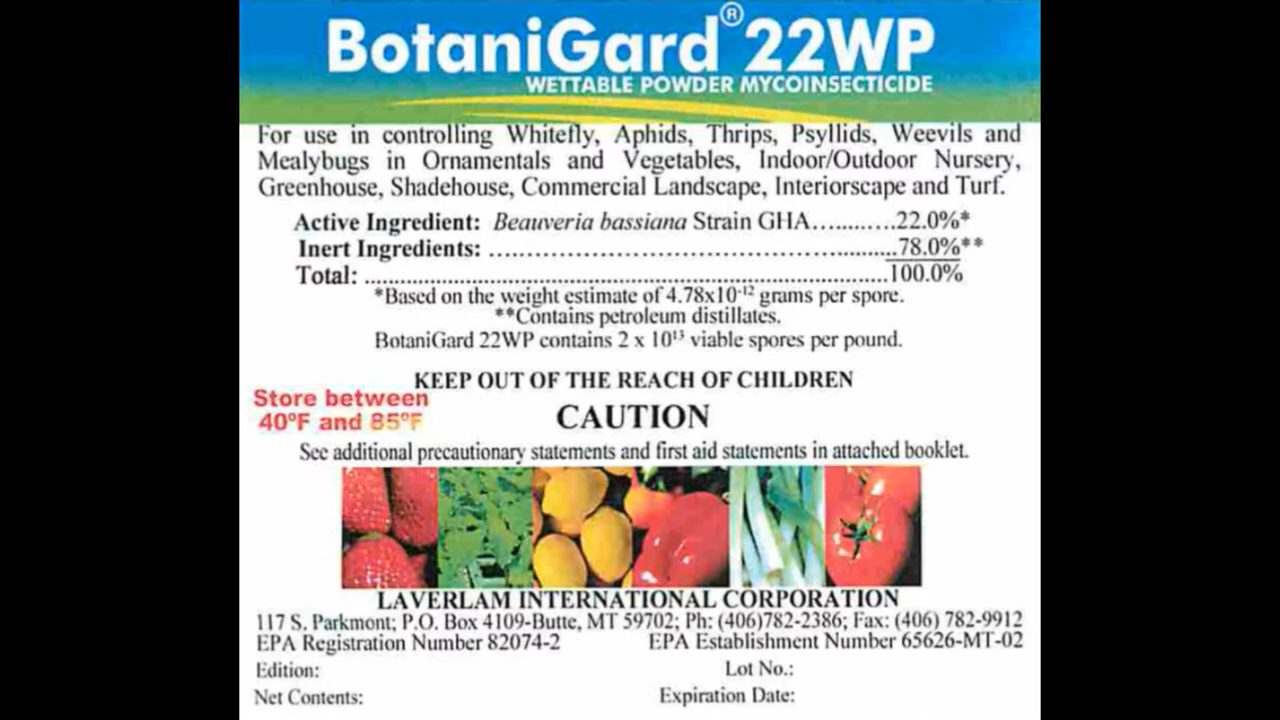 BotaniGard® 22WP
WETTABLE POWDER MYCOINSECTICIDE
For use in controlling Whitefly, Aphids, Thrips, Psyllids, Weevils and
Mealybugs in Ornamentals and Vegetables, Indoor/Outdoor Nursery,
Greenhouse, Shadehouse, Commercial Landscape, Interiorscape and Turf.
Active Ingredient: Beauveria bassiana Strain GHA..........22.0%*
Inert Ingredients: ......................................................78.0%**
Total: ..............................................................................100.0%
*Based on the weight estimate of 4.78x10⁻¹² grams per spore.
**Contains petroleum distillates.
BotaniGard 22WP contains 2 x 10¹³ viable spores per pound.
KEEP OUT OF THE REACH OF CHILDREN
Store between
40ºF and 85ºF
CAUTION
See additional precautionary statements and first aid statements in attached booklet.
LAVERLAM INTERNATIONAL CORPORATION
117 S. Parkmont; P.O. Box 4109-Butte, MT 59702; Ph: (406)782-2386; Fax: (406) 782-9912
EPA Registration Number 82074-2 EPA Establishment Number 65626-MT-02
Edition: Lot No.:
Net Contents: Expiration Date: